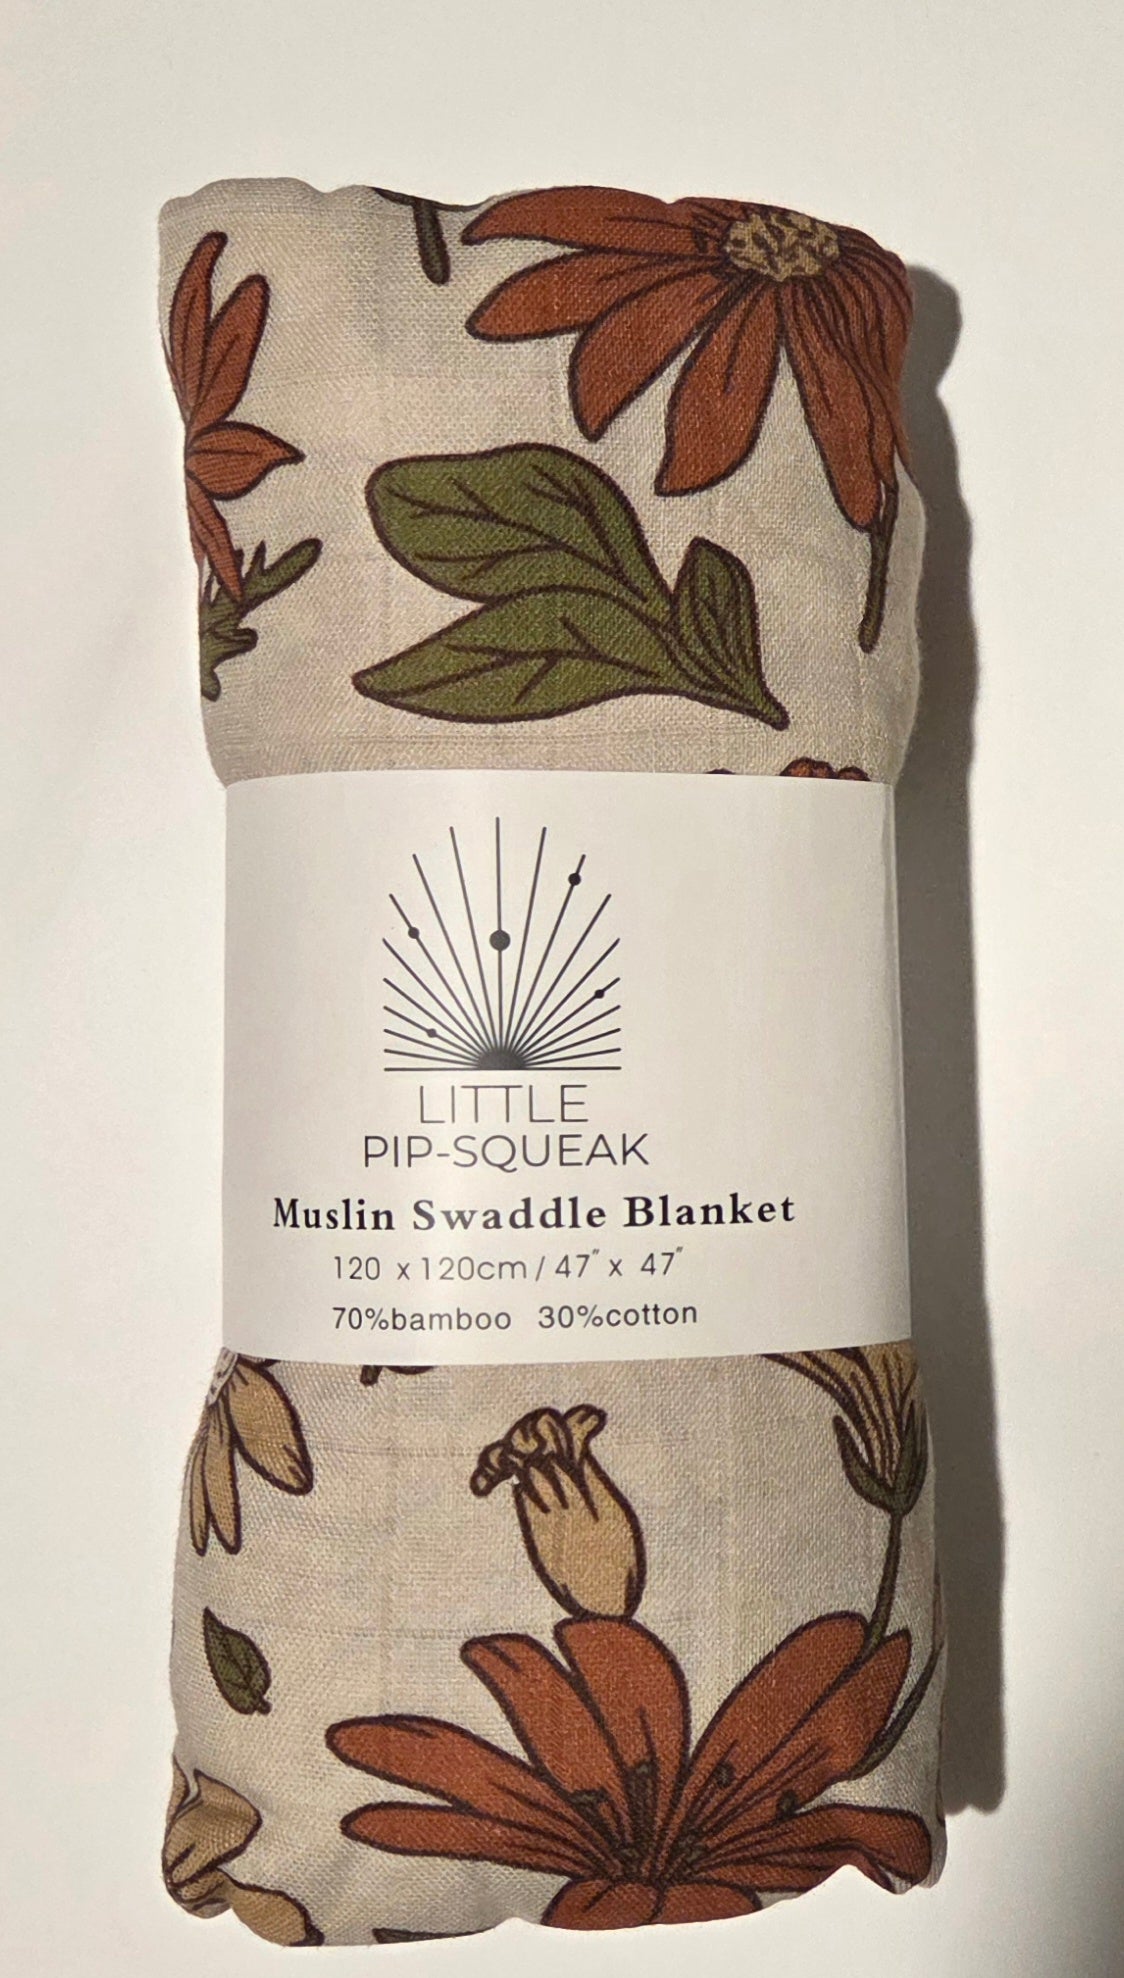 LITTLE
PIP-SQUEAK
Muslin Swaddle Blanket
120 x 120cm / 47" x 47"
70%bamboo 30%cotton